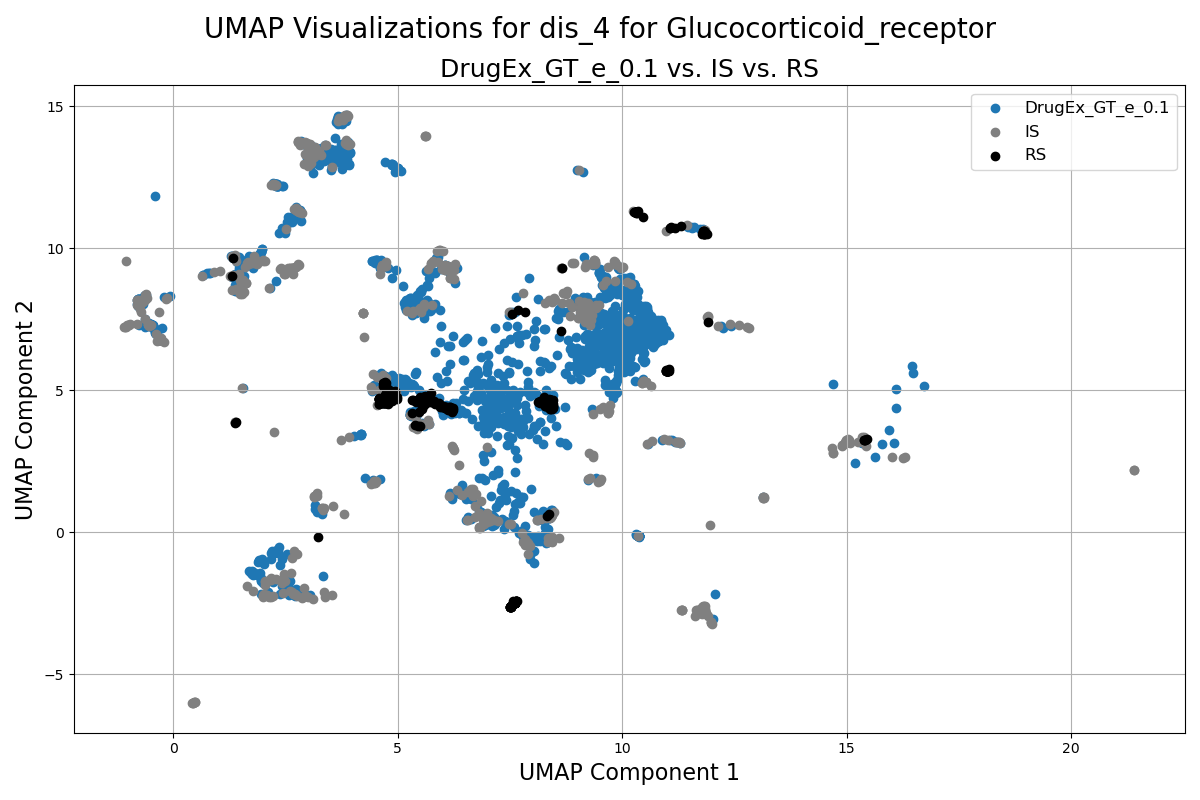 UMAP Visualizations for dis_4 for Glucocorticoid_receptor
DrugEx_GT_e_0.1 vs. IS vs. RS
DrugEx_GT_e_0.1
IS
RS
UMAP Component 2
15
10
5
0
−5
0
5
10
15
20
UMAP Component 1